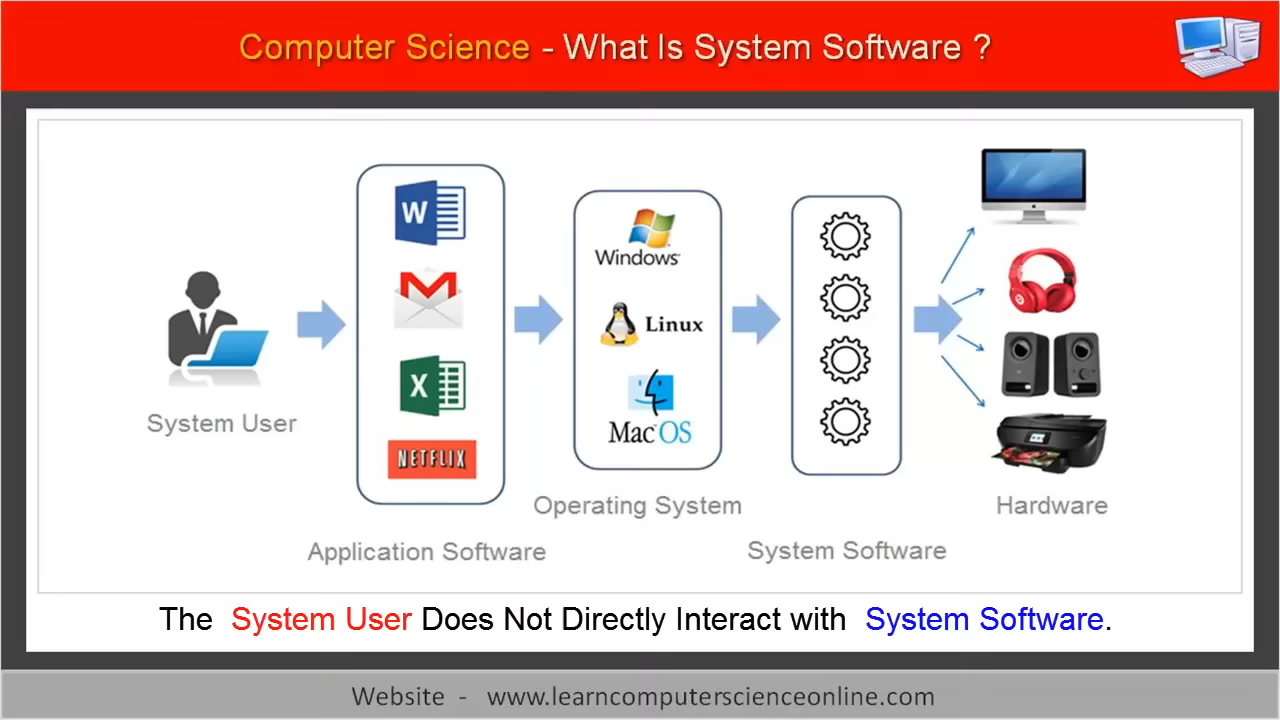 Computer Science - What Is System Software ?
W
X
NETFLIX
Windows
Linux
Mac OS
System User
Application Software
Operating System
System Software
Hardware
The System User Does Not Directly Interact with System Software.
Website - www.learncomputerscienceonline.com